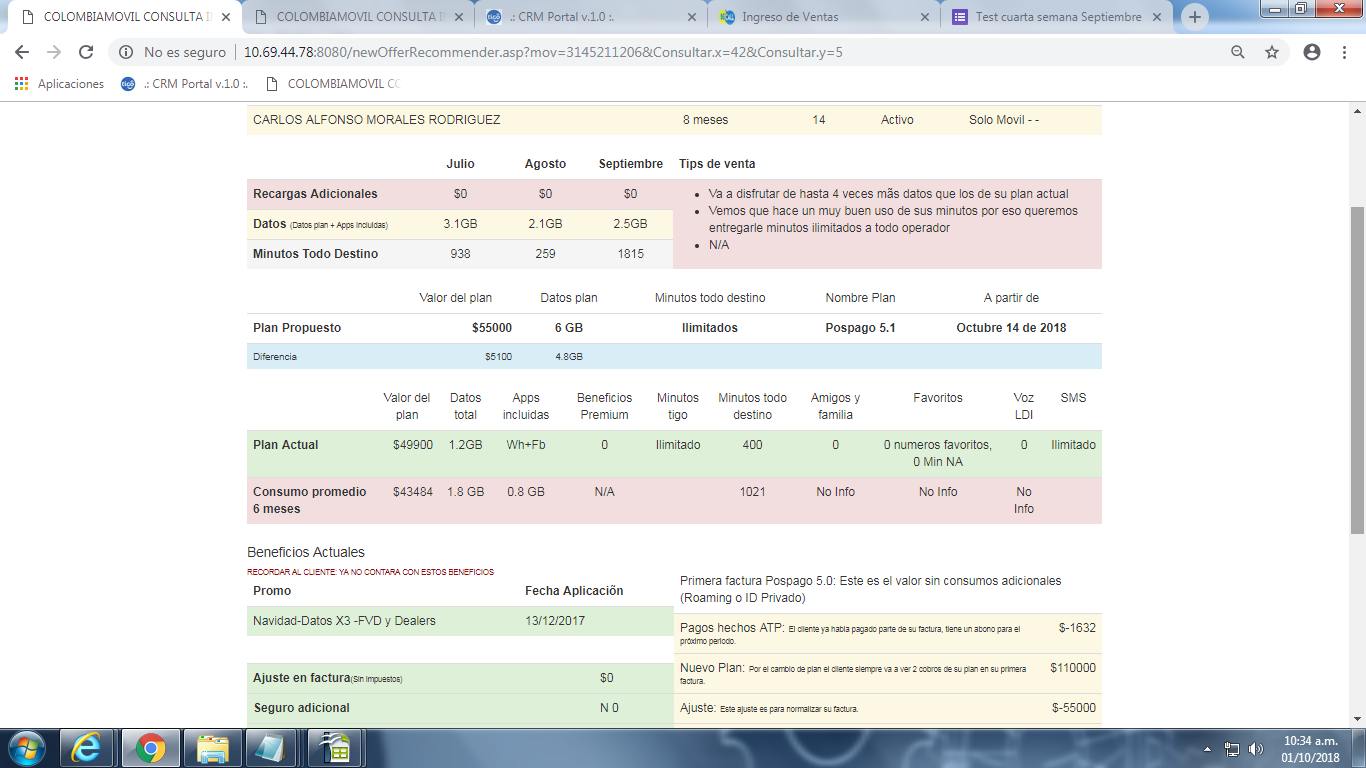 COLOMBIAMOVIL CONSULTA I
COLOMBIAMOVIL CONSULTA I
.: CRM Portal v.1.0 :.
Ingreso de Ventas
Test cuarta semana Septiembre
No es seguro
10.69.44.78:8080/newOfferRecommender.asp?mov=3145211206&Consultar.x=42&Consultar.y=5
Aplicaciones
.: CRM Portal v.1.0 :.
COLOMBIAMOVIL CO
CARLOS ALFONSO MORALES RODRIGUEZ 8 meses 14 Activo Solo Movil - -
Julio Agosto Septiembre Tips de venta
Recargas Adicionales $0 $0 $0
Datos (Datos plan + Apps incluidas) 3.1GB 2.1GB 2.5GB
Minutos Todo Destino 938 259 1815
• Va a disfrutar de hasta 4 veces mãs datos que los de su plan actual
• Vemos que hace un muy buen uso de sus minutos por eso queremos
entregarle minutos ilimitados a todo operador
• N/A
Valor del plan Datos plan Minutos todo destino Nombre Plan A partir de
Plan Propuesto $55000 6 GB Ilimitados Pospago 5.1 Octubre 14 de 2018
Diferencia $5100 4.8GB
Valor del Datos Apps Beneficios Minutos Minutos todo Amigos y Favoritos Voz SMS
plan total incluidas Premium tigo destino familia LDI
Plan Actual $49900 1.2GB Wh+Fb 0 Ilimitado 400 0 0 numeros favoritos, 0 Ilimitado
0 Min NA
Consumo promedio $43484 1.8 GB 0.8 GB N/A 1021 No Info No Info No
6 meses Info
Beneficios Actuales
RECORDAR AL CLIENTE: YA NO CONTARA CON ESTOS BENEFICIOS
Promo Fecha Aplicación
Navidad-Datos X3 -FVD y Dealers 13/12/2017
Ajuste en factura(Sin impuestos) $0
Seguro adicional N 0
Primera factura Pospago 5.0: Este es el valor sin consumos adicionales
(Roaming o ID Privado)
Pagos hechos ATP: El cliente ya había pagado parte de su factura, tiene un abono para el $-1632
próximo periodo.
Nuevo Plan: Por el cambio de plan el cliente siempre va a ver 2 cobros de su plan en su primera $110000
factura.
Ajuste: Este ajuste es para normalizar su factura. $-55000
10:34 a.m.
01/10/2018